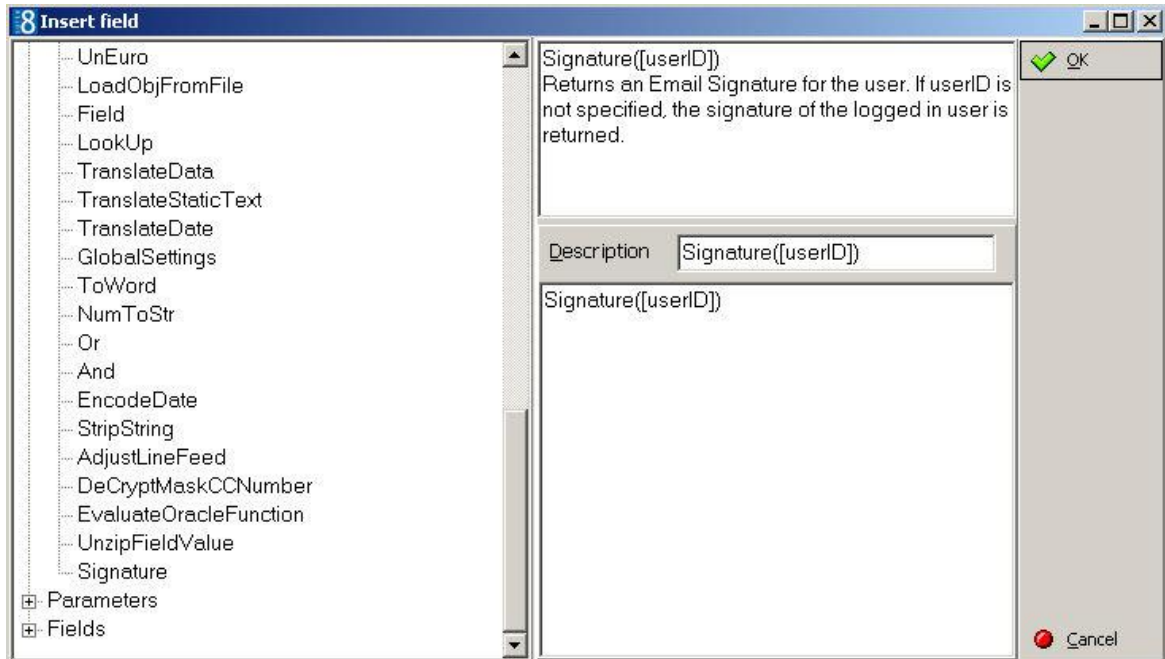 Insert field
UnEuro
LoadObjFromFile
Field
LookUp
TranslateData
TranslateStaticText
TranslateDate
GlobalSettings
ToWord
NumToStr
Or
And
EncodeDate
StripString
AdjustLineFeed
DeCryptMaskCCNumber
EvaluateOracleFunction
UnzipFieldValue
Signature
Parameters
Fields
Signature([userID])
Returns an Email Signature for the user. If userID is
not specified, the signature of the logged in user is
returned.
Description
Signature([userID])
Signature([userID])
OK
Cancel